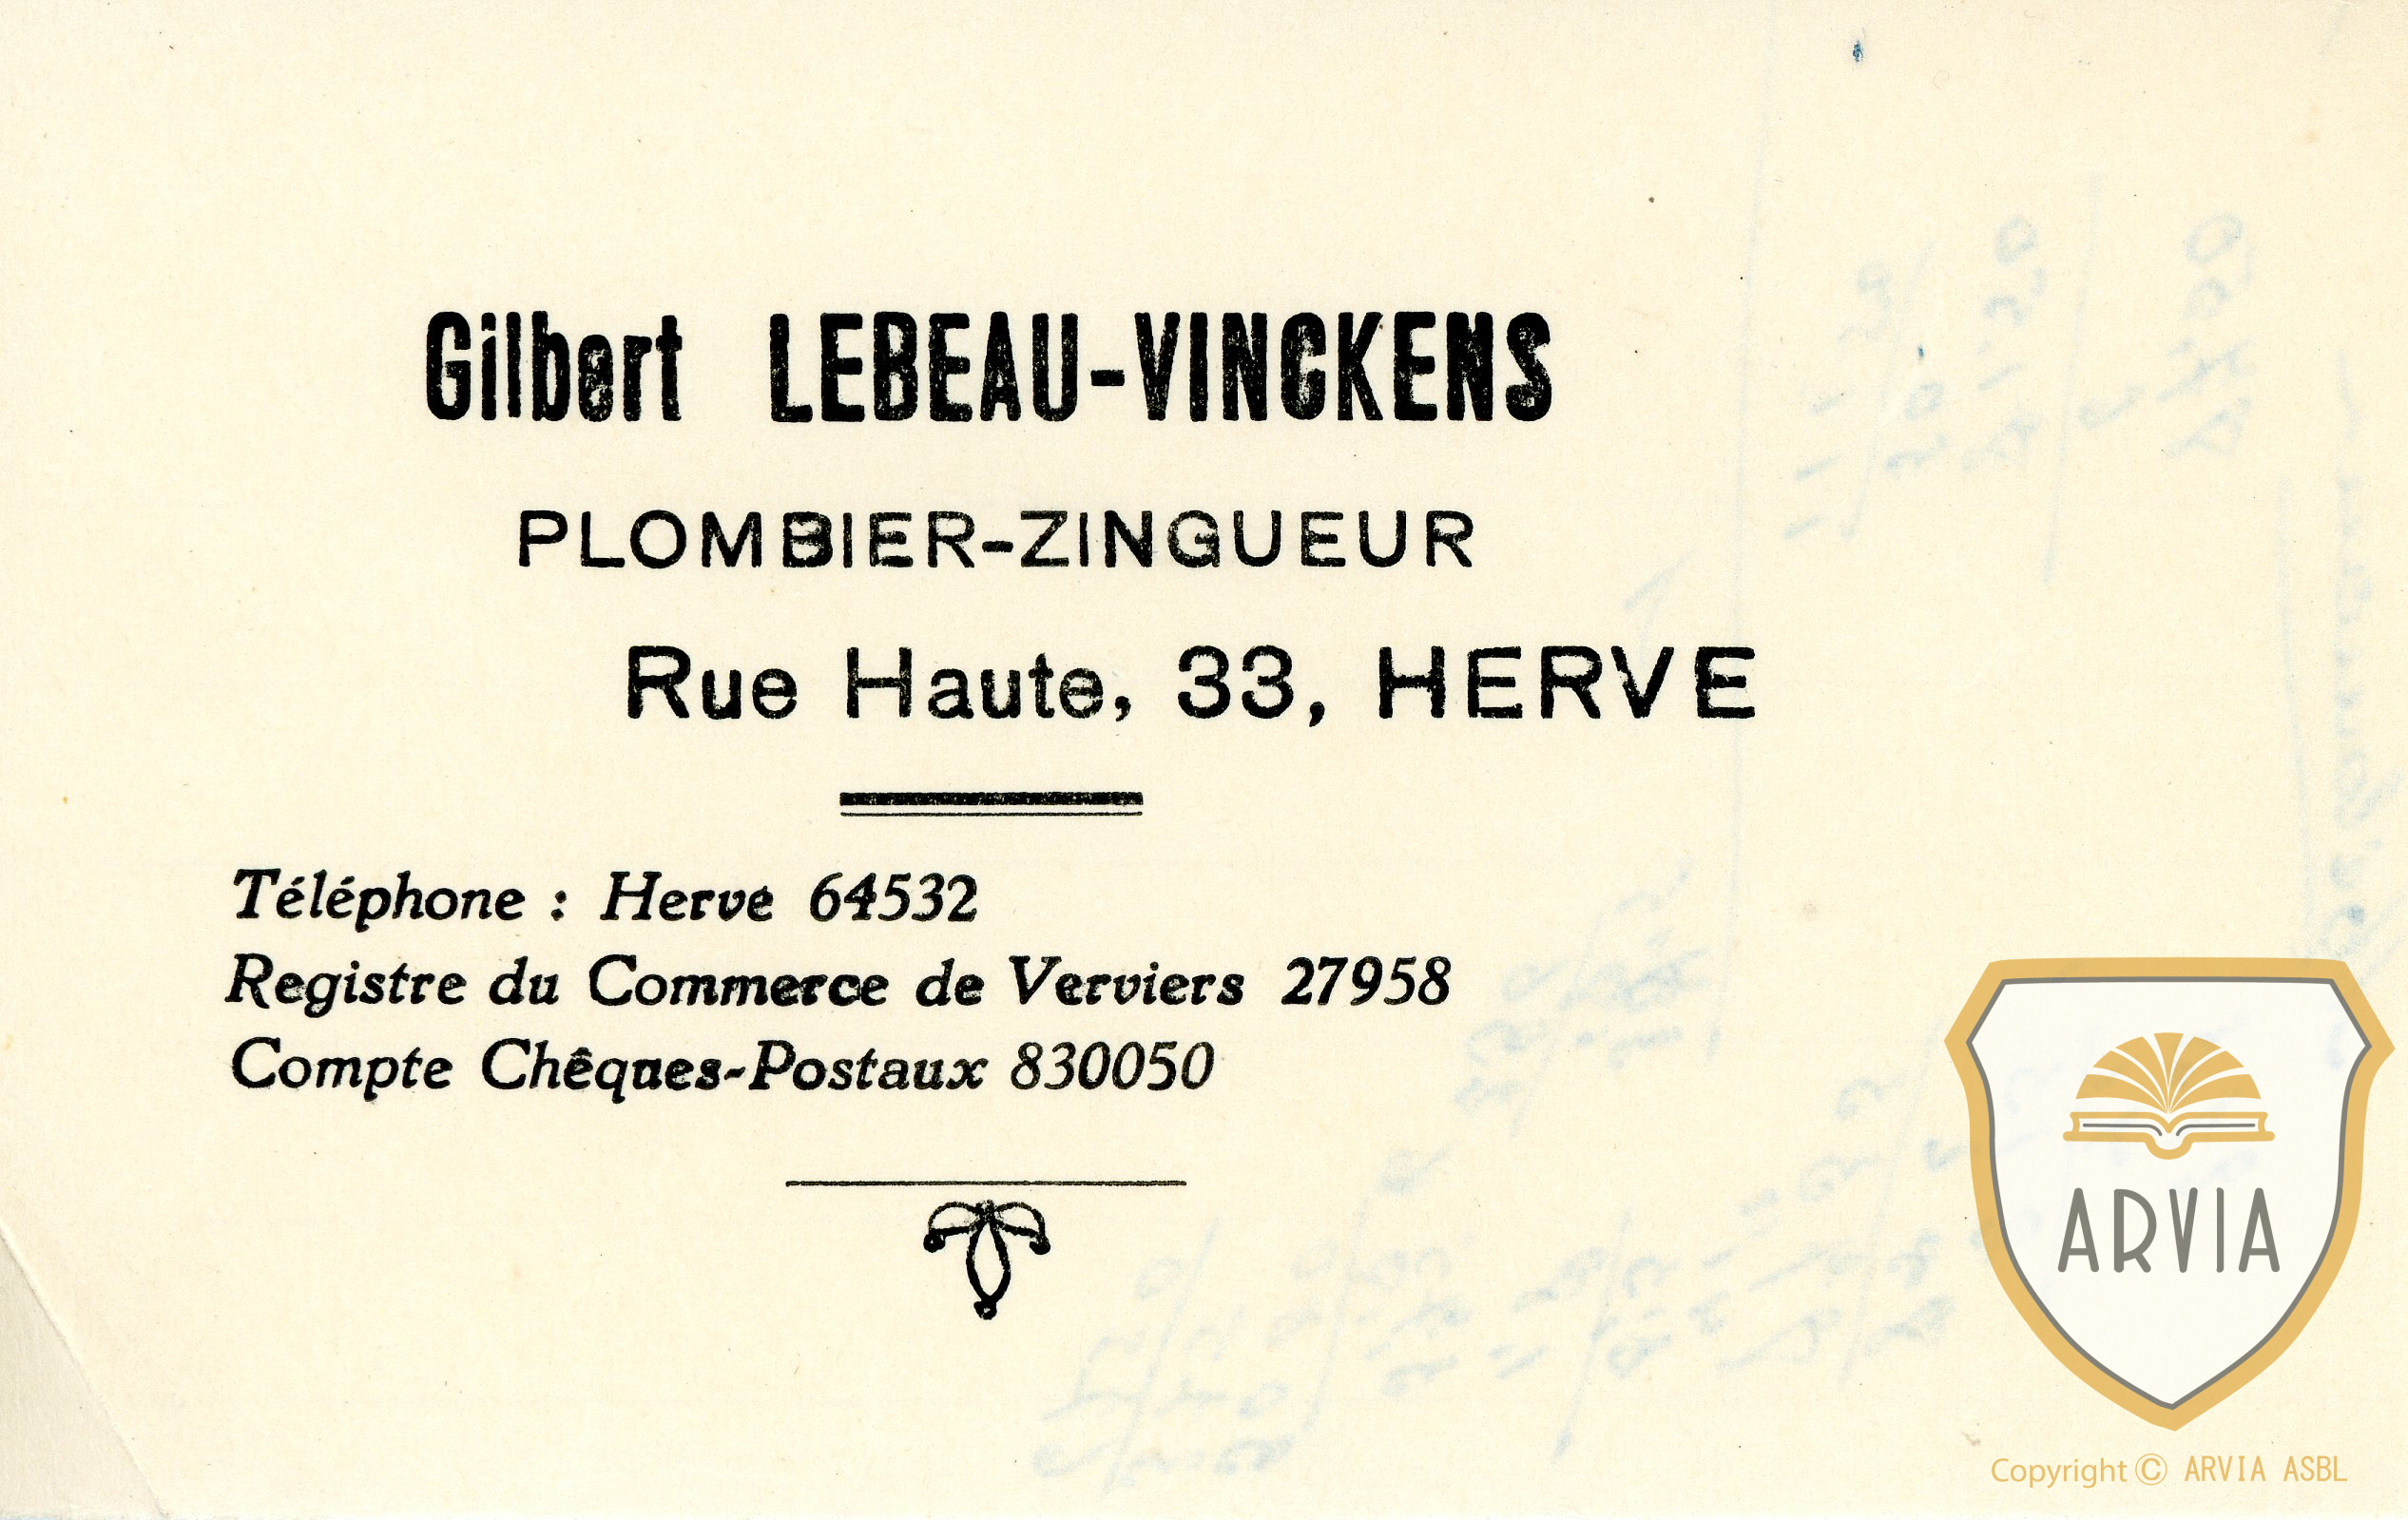 Gilbert LEBEAU-VINCKENS
PLOMBIER-ZINGUEUR
Rue Haute, 33, HERVE
Téléphone : Herve 64532
Registre du Commerce de Verviers 27958
Compte Chêques-Postaux 830050
ARVIA
Copyright © ARVIA ASBL